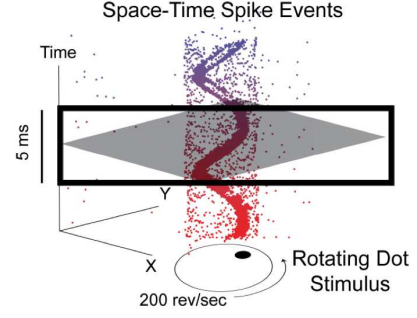 Space-Time Spike Events
Time
5 ms
Y
X
Rotating Dot
Stimulus
200 rev/sec